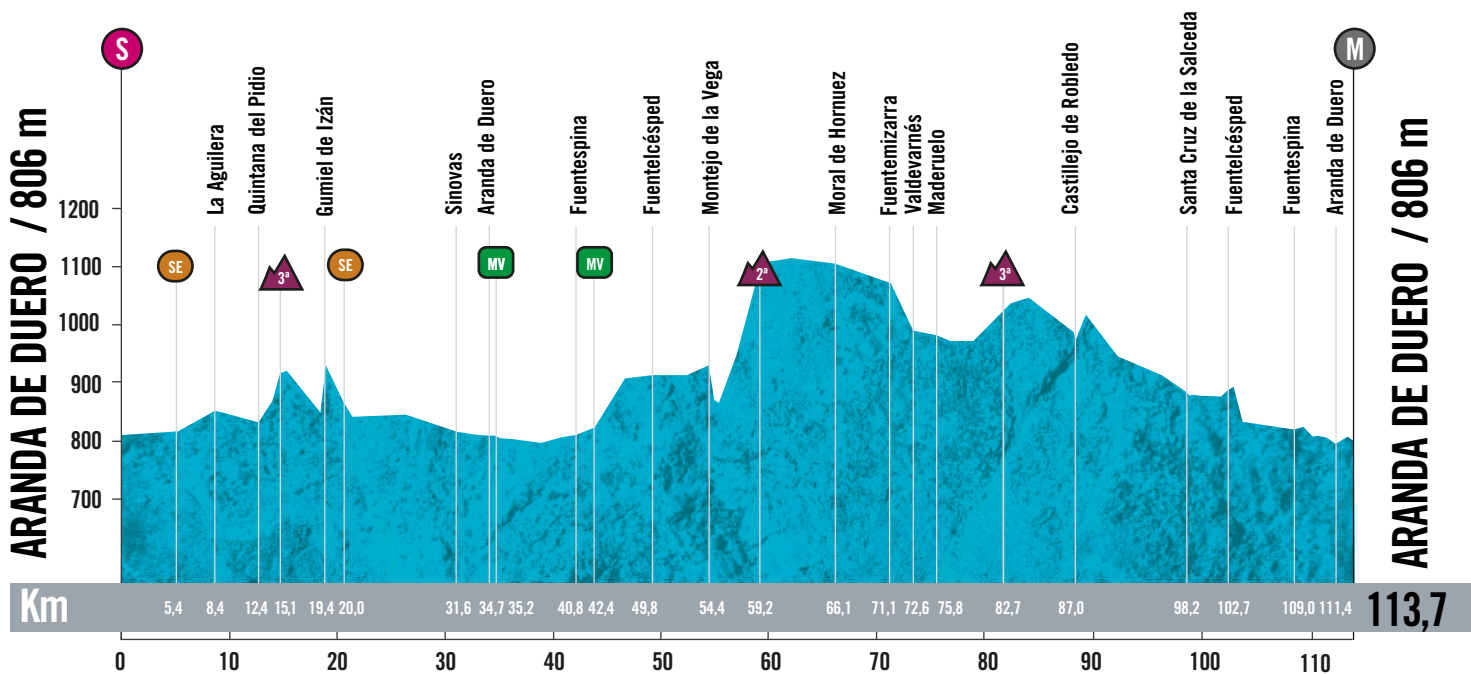 S
M
ARANDA DE DUERO / 806 m
La Aguilera
Quintana del Pidio
Gumiel de Izán
Sinovas
Aranda de Duero
Fuentespina
Fuentelcésped
Montejo de la Vega
Moral de Hornuez
Fuentemizarra
Valdevarnés
Maderuelo
Castillejo de Robledo
Santa Cruz de la Salceda
Fuentelcésped
Fuentespina
Aranda de Duero
ARANDA DE DUERO / 806 m
1200
1100
1000
900
800
700
SE
3ª
SE
MV
MV
2ª
3ª
Km 5,4 8,4 12,4 15,1 19,4 20,0 31,6 34,7 35,2 40,8 42,4 49,8 54,4 59,2 66,1 71,1 72,6 75,8 82,7 87,0 98,2 102,7 109,0 111,4 113,7
0 10 20 30 40 50 60 70 80 90 100 110